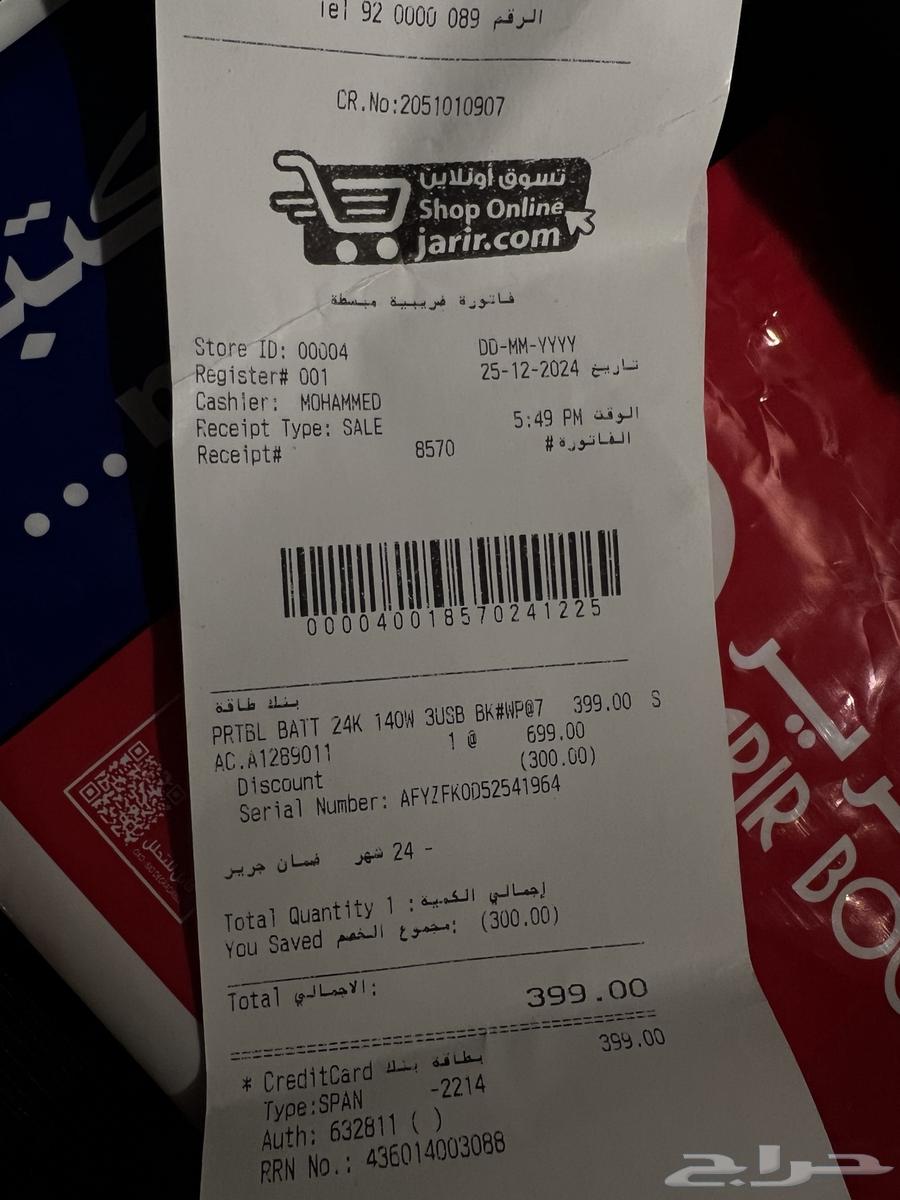 Tel 92 0000 089 الرقم
CR.No:2051010907
تسوق أونلاين
Shop Online
jarir.com
فاتورة ضريبية مبسطة
Store ID: 00004 DD-MM-YYYY
Register# 001 25-12-2024 تاريخ
Cashier: MOHAMMED
Receipt Type: SALE 5:49 PM الوقت
Receipt# 8570 الفاتورة #
00004001857024122​5
بنك طاقة
PRTBL BATT 24K 140W 3USB BK#WP@7 399.00 S
AC.A1289011 1 @ 699.00
Discount (300.00)
Serial Number: AFYZFK0D52541964
ضمان جرير 24 شهر -
Total Quantity 1 : إجمالي الكمية
You Saved مجموع الخصم: (300.00)
Total الاجمالي: 399.00
* CreditCard بطاقة بنك 399.00
Type:SPAN -2214
Auth: 632811 ( )
RRN No.: 436014003088
حراج